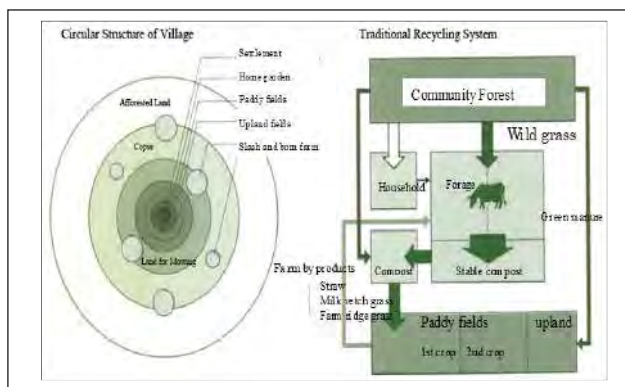 Circular Structure of Village
Settlement
Home garden
Paddy fields
Upland fields
Slash and burn farm
Afforested Land
Copse
Land for Mowing
Traditional Recycling System
Community Forest
Wild grass
Household
Forage
Green manure
Farm by products
Straw
Milk vetch grass
Farm ridge grass
Compost
Stable compost
Paddy fields
upland
1st crop
2nd crop